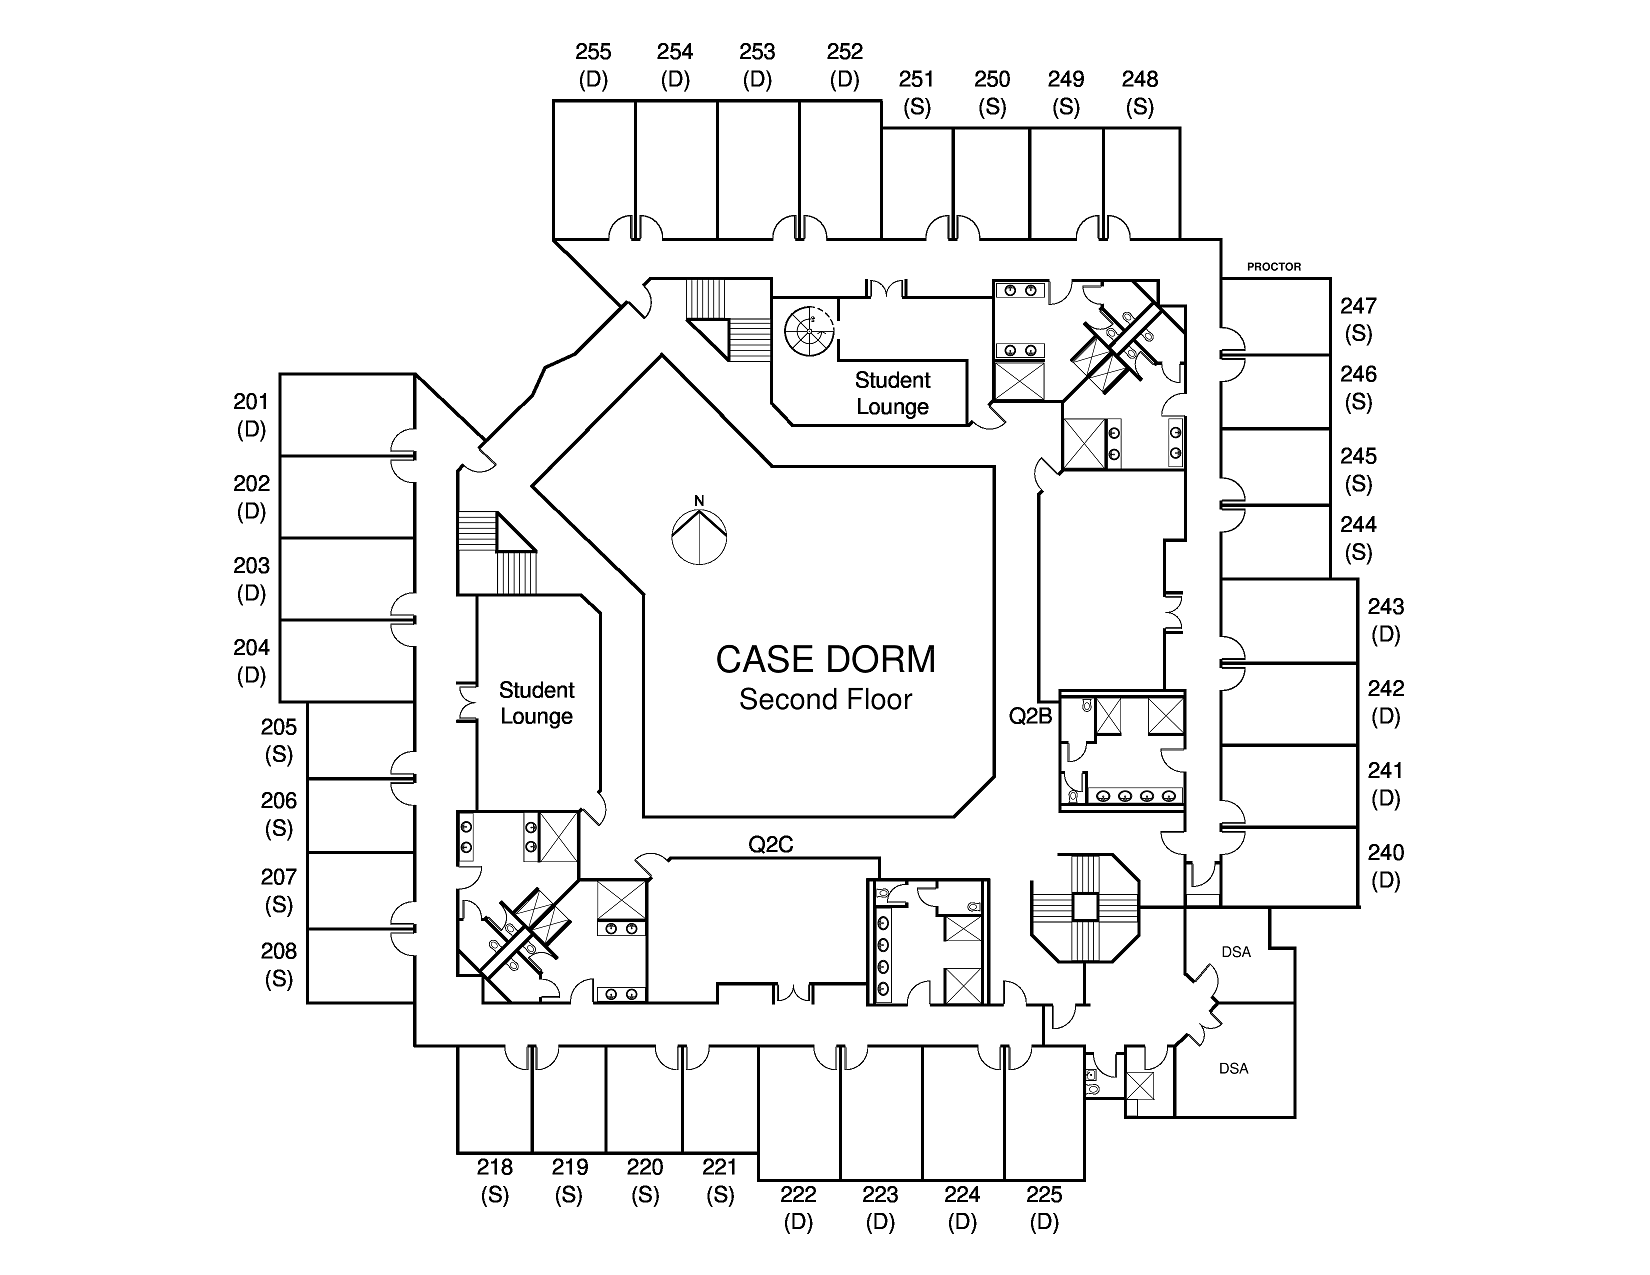 255
(D)
254
(D)
253
(D)
252
(D)
251
(S)
250
(S)
249
(S)
248
(S)
PROCTOR
247
(S)
246
(S)
245
(S)
244
(S)
243
(D)
242
(D)
241
(D)
240
(D)
201
(D)
202
(D)
203
(D)
204
(D)
205
(S)
206
(S)
207
(S)
208
(S)
Student
Lounge
N
CASE DORM
Second Floor
Student
Lounge
Q2B
Q2C
DSA
DSA
218
(S)
219
(S)
220
(S)
221
(S)
222
(D)
223
(D)
224
(D)
225
(D)